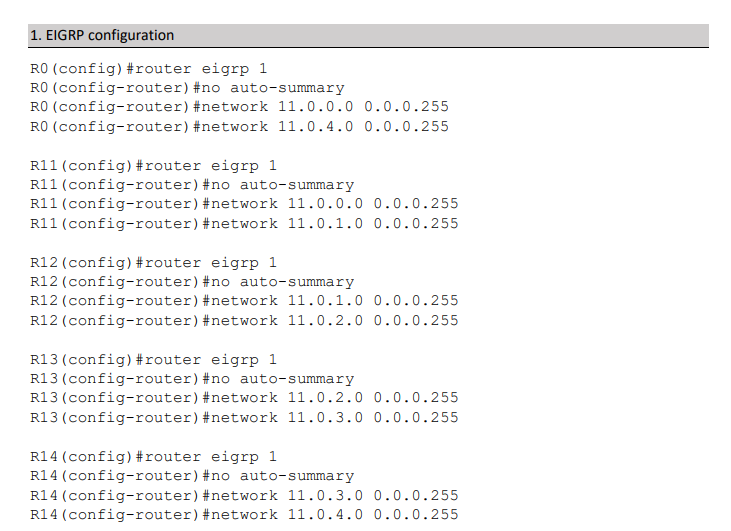 1. EIGRP configuration
R0(config)#router eigrp 1
R0(config-router)#no auto-summary
R0(config-router)#network 11.0.0.0 0.0.0.255
R0(config-router)#network 11.0.4.0 0.0.0.255
R11(config)#router eigrp 1
R11(config-router)#no auto-summary
R11(config-router)#network 11.0.0.0 0.0.0.255
R11(config-router)#network 11.0.1.0 0.0.0.255
R12(config)#router eigrp 1
R12(config-router)#no auto-summary
R12(config-router)#network 11.0.1.0 0.0.0.255
R12(config-router)#network 11.0.2.0 0.0.0.255
R13(config)#router eigrp 1
R13(config-router)#no auto-summary
R13(config-router)#network 11.0.2.0 0.0.0.255
R13(config-router)#network 11.0.3.0 0.0.0.255
R14(config)#router eigrp 1
R14(config-router)#no auto-summary
R14(config-router)#network 11.0.3.0 0.0.0.255
R14(config-router)#network 11.0.4.0 0.0.0.255